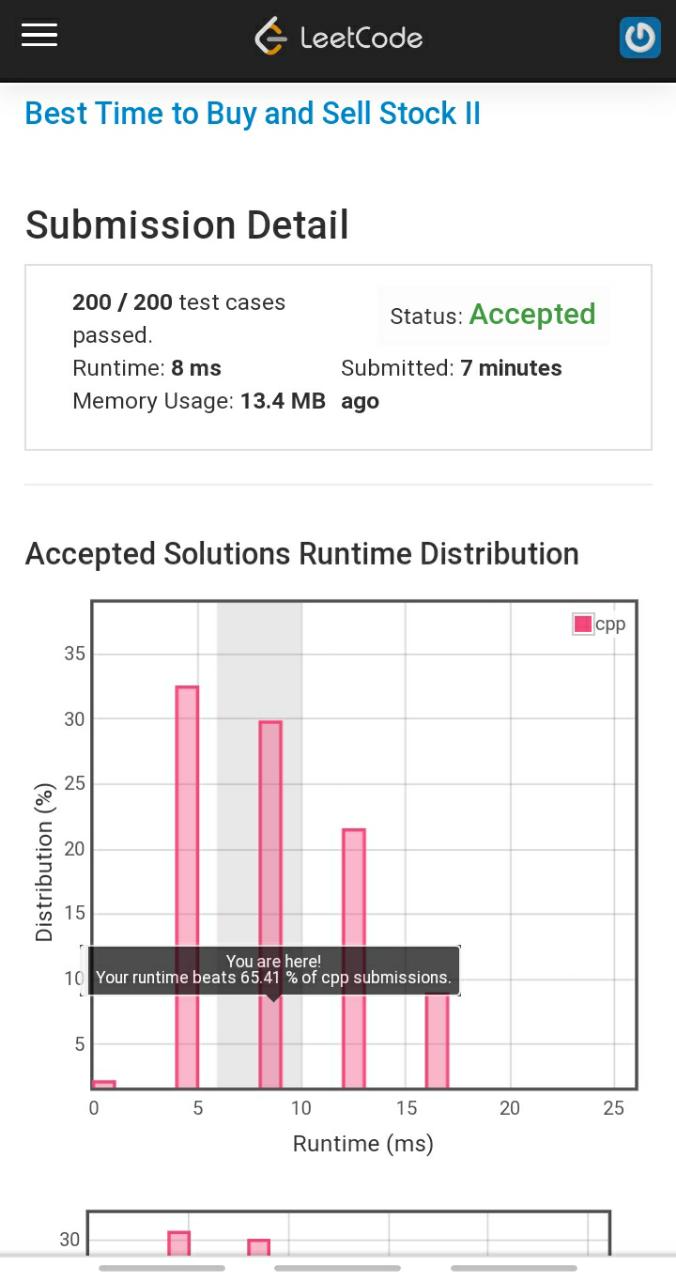 LeetCode
Best Time to Buy and Sell Stock II
Submission Detail
200 / 200 test cases
passed.
Status: Accepted
Runtime: 8 ms
Submitted: 7 minutes
Memory Usage: 13.4 MB
ago
Accepted Solutions Runtime Distribution
cpp
35
30
25
20
15
10
5
Distribution (%)
You are here!
Your runtime beats 65.41 % of cpp submissions.
0 5 10 15 20 25
Runtime (ms)
30